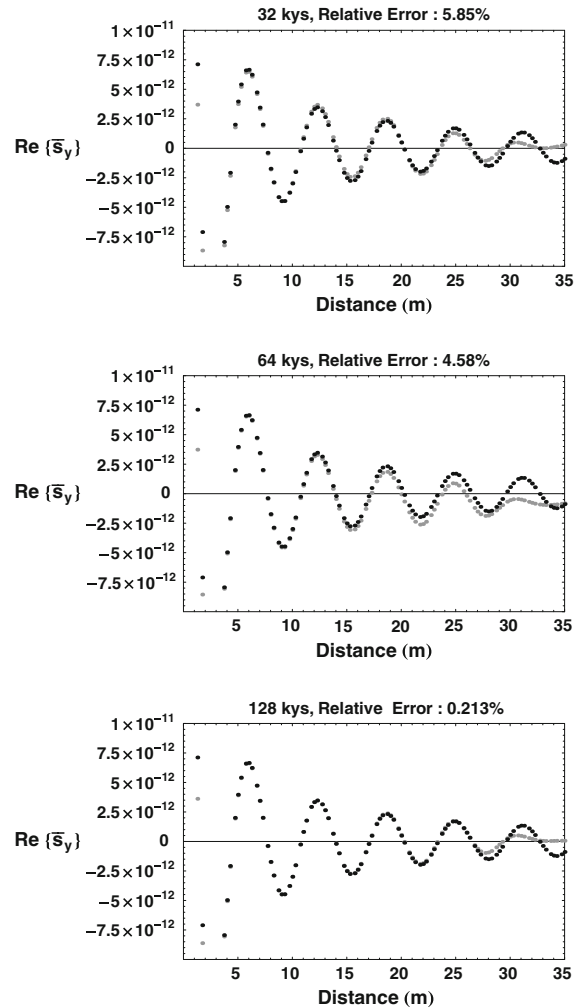 32 kys, Relative Error : 5.85%
1×10⁻¹¹
7.5×10⁻¹²
5×10⁻¹²
2.5×10⁻¹²
Re {s̅y}
0
−2.5×10⁻¹²
−5×10⁻¹²
−7.5×10⁻¹²
5 10 15 20 25 30 35
Distance (m)
64 kys, Relative Error : 4.58%
1×10⁻¹¹
7.5×10⁻¹²
5×10⁻¹²
2.5×10⁻¹²
Re {s̅y}
0
−2.5×10⁻¹²
−5×10⁻¹²
−7.5×10⁻¹²
5 10 15 20 25 30 35
Distance (m)
128 kys, Relative Error : 0.213%
1×10⁻¹¹
7.5×10⁻¹²
5×10⁻¹²
2.5×10⁻¹²
Re {s̅y}
0
−2.5×10⁻¹²
−5×10⁻¹²
−7.5×10⁻¹²
5 10 15 20 25 30 35
Distance (m)